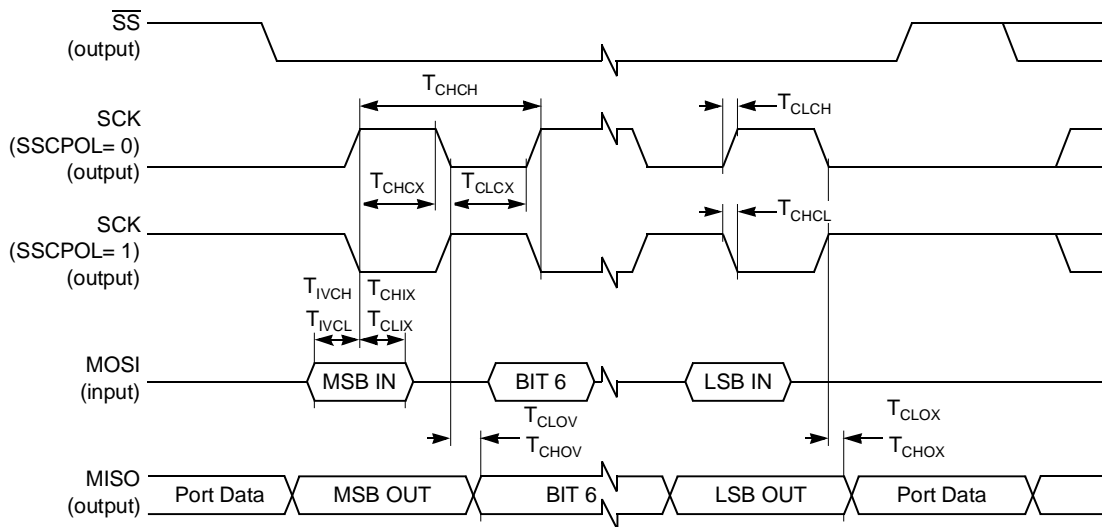 SS
(output)
T_CHCH
T_CLCH
SCK
(SSCPOL= 0)
(output)
T_CHCX
T_CLCX
T_CHCL
SCK
(SSCPOL= 1)
(output)
T_IVCH
T_CHIX
T_IVCL
T_CLIX
MOSI
(input)
MSB IN
BIT 6
LSB IN
T_CLOV
T_CLOX
T_CHOV
T_CHOX
MISO
(output)
Port Data
MSB OUT
BIT 6
LSB OUT
Port Data